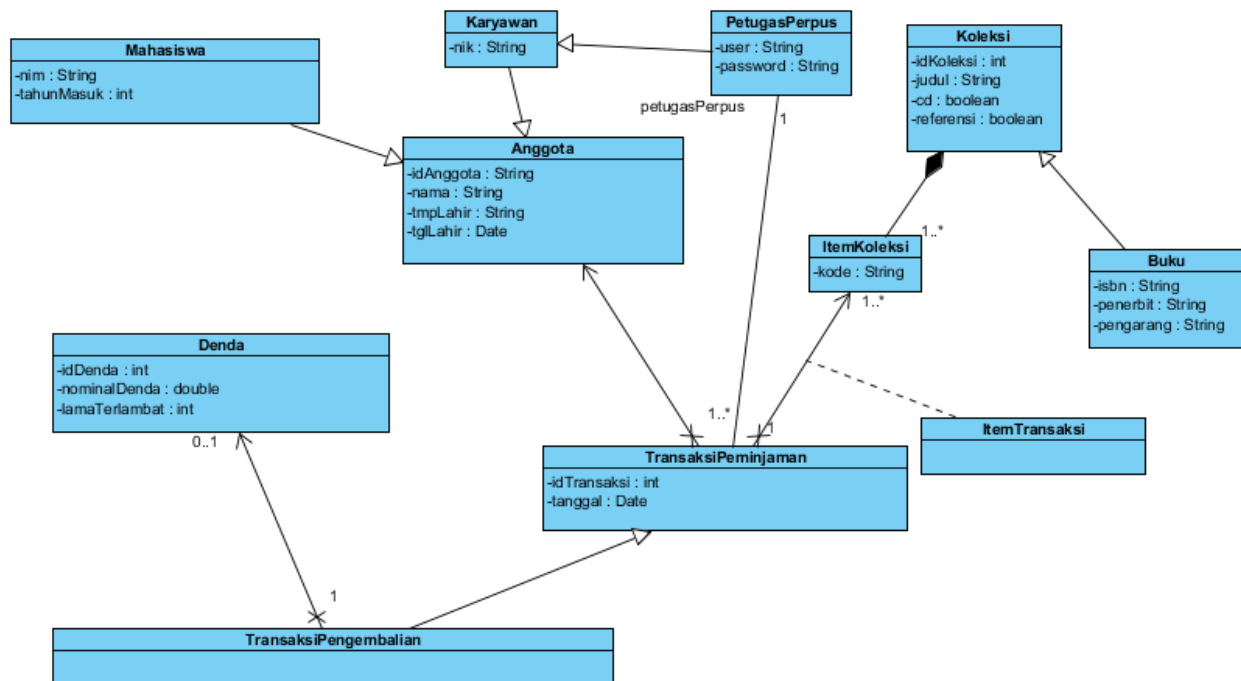 Mahasiswa
-nim : String
-tahunMasuk : int
Karyawan
-nik : String
PetugasPerpus
-user : String
-password : String
petugasPerpus
1
Koleksi
-idKoleksi : int
-judul : String
-cd : boolean
-referensi : boolean
Anggota
-idAnggota : String
-nama : String
-tmpLahir : String
-tglLahir : Date
1..*
ItemKoleksi
-kode : String
1..*
Buku
-isbn : String
-penerbit : String
-pengarang : String
Denda
-idDenda : int
-nominalDenda : double
-lamaTerlambat : int
0..1
1..*
1
ItemTransaksi
TransaksiPeminjaman
-idTransaksi : int
-tanggal : Date
1
TransaksiPengembalian